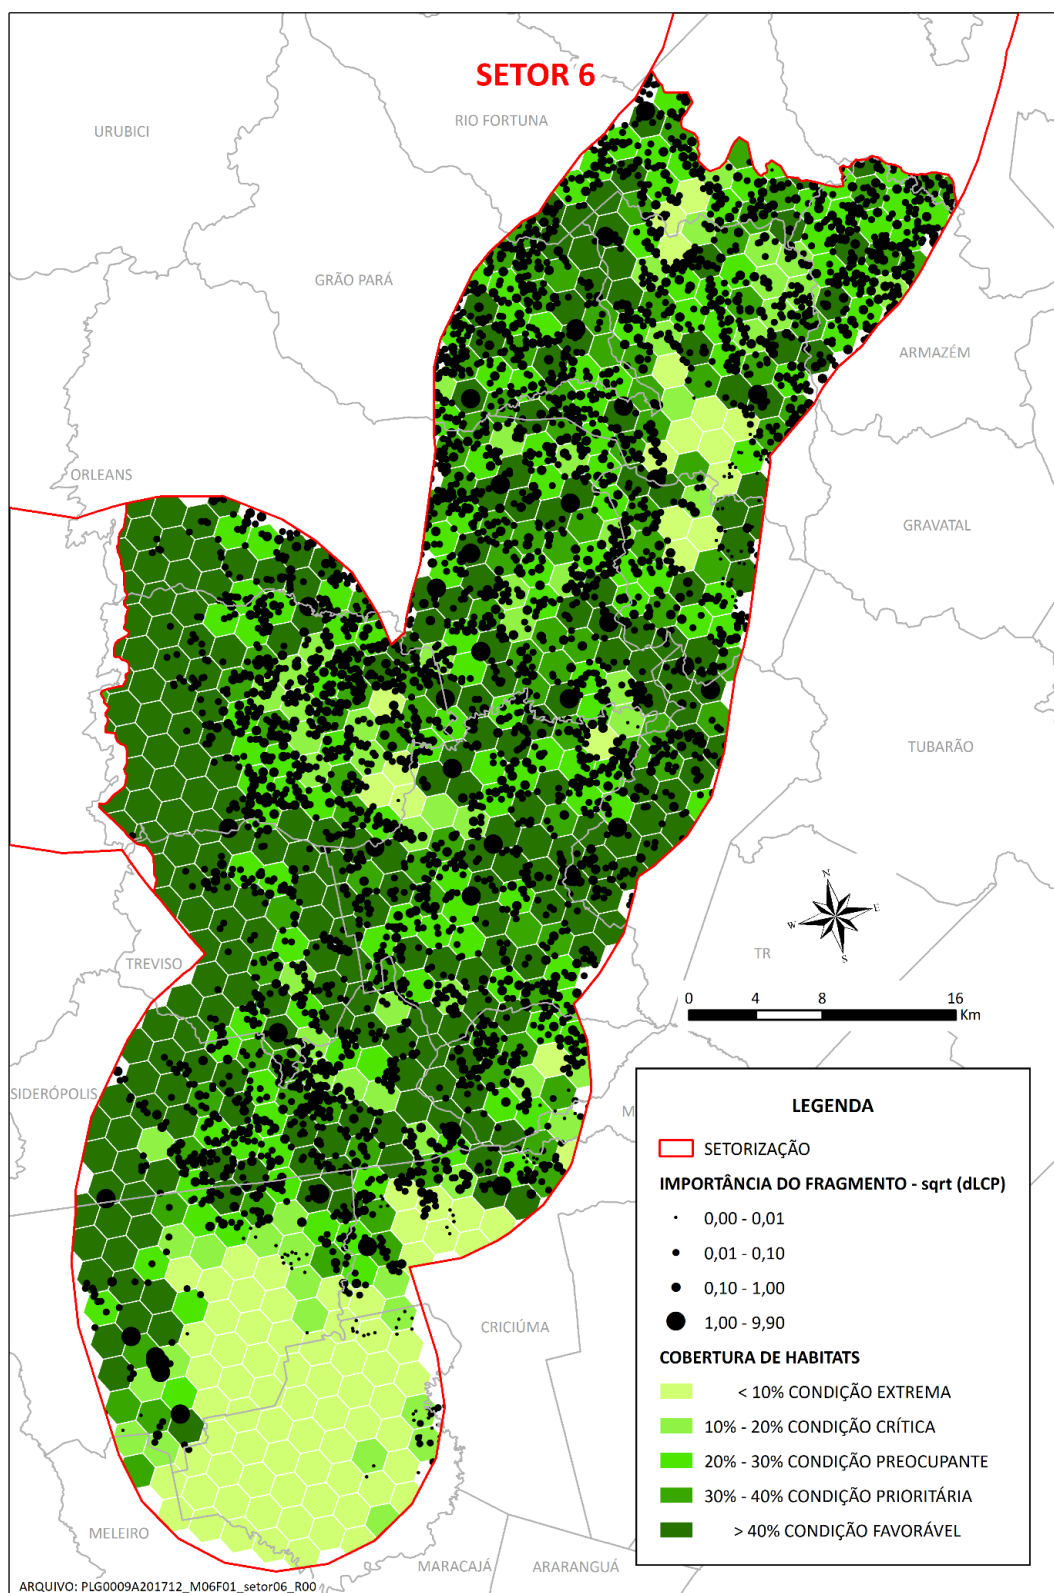 SETOR 6
URUBICI
RIO FORTUNA
GRÃO PARÁ
ARMAZÉM
ORLEANS
GRAVATAL
TUBARÃO
N
W
E
S
TREVISO
TR
0 4 8 16
Km
SIDERÓPOLIS
M
CRICIÚMA
MELEIRO
MARACAJÁ
ARARANGUÁ
LEGENDA
SETORIZAÇÃO
IMPORTÂNCIA DO FRAGMENTO - sqrt (dLCP)
0,00 - 0,01
0,01 - 0,10
0,10 - 1,00
1,00 - 9,90
COBERTURA DE HABITATS
< 10% CONDIÇÃO EXTREMA
10% - 20% CONDIÇÃO CRÍTICA
20% - 30% CONDIÇÃO PREOCUPANTE
30% - 40% CONDIÇÃO PRIORITÁRIA
> 40% CONDIÇÃO FAVORÁVEL
ARQUIVO: PLG0009A201712_M06F01_setor06_R00